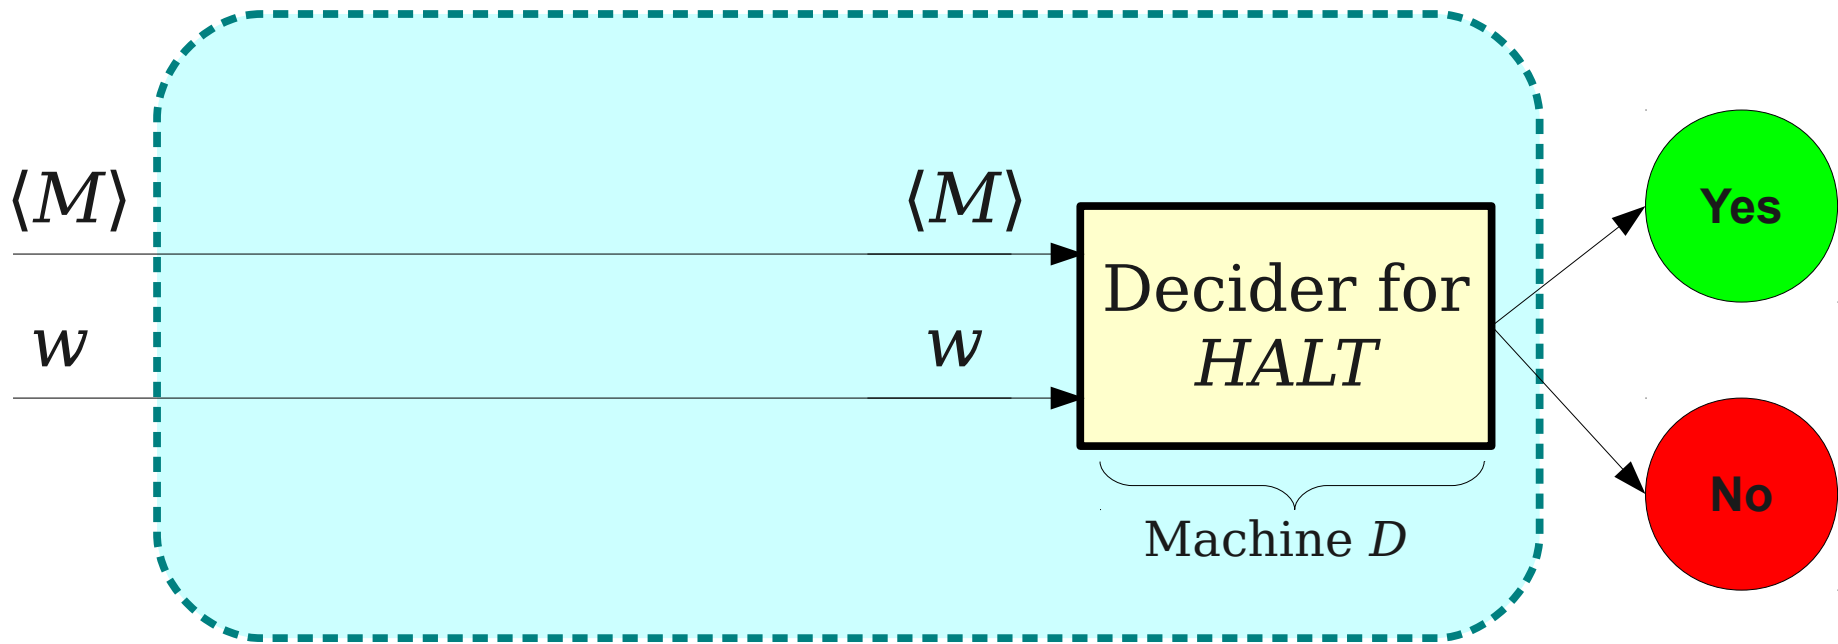 ⟨M⟩
⟨M⟩
w
w
Decider for
HALT
Machine D
Yes
No